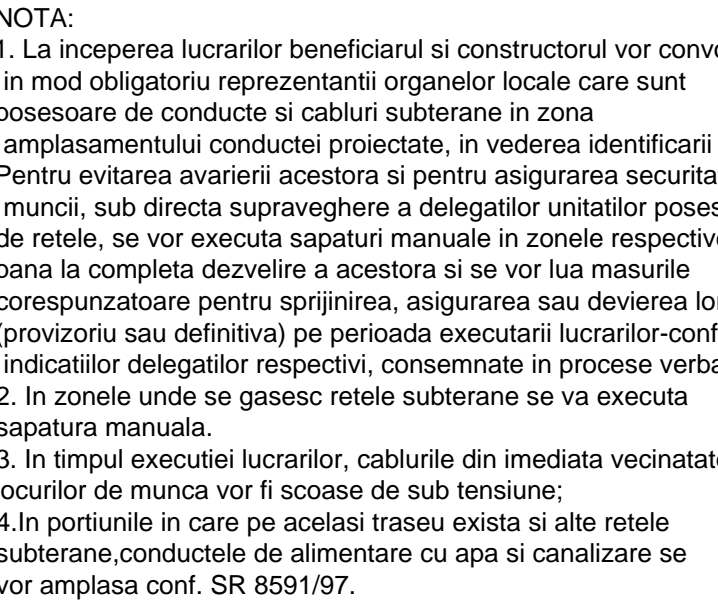 NOTA:
1. La inceperea lucrarilor beneficiarul si constructorul vor convo
in mod obligatoriu reprezentantii organelor locale care sunt
posesoare de conducte si cabluri subterane in zona
amplasamentului conductei proiectate, in vederea identificarii
Pentru evitarea avarierii acestora si pentru asigurarea securita
muncii, sub directa supraveghere a delegatilor unitatilor poses
de retele, se vor executa sapaturi manuale in zonele respective
pana la completa dezvelire a acestora si se vor lua masurile
corespunzatoare pentru sprijinirea, asigurarea sau devierea lor
(provizoriu sau definitiva) pe perioada executarii lucrarilor-conf
indicatiilor delegatilor respectivi, consemnate in procese verba
2. In zonele unde se gasesc retele subterane se va executa
sapatura manuala.
3. In timpul executiei lucrarilor, cablurile din imediata vecinatate
locurilor de munca vor fi scoase de sub tensiune;
4.In portiunile in care pe acelasi traseu exista si alte retele
subterane,conductele de alimentare cu apa si canalizare se
vor amplasa conf. SR 8591/97.